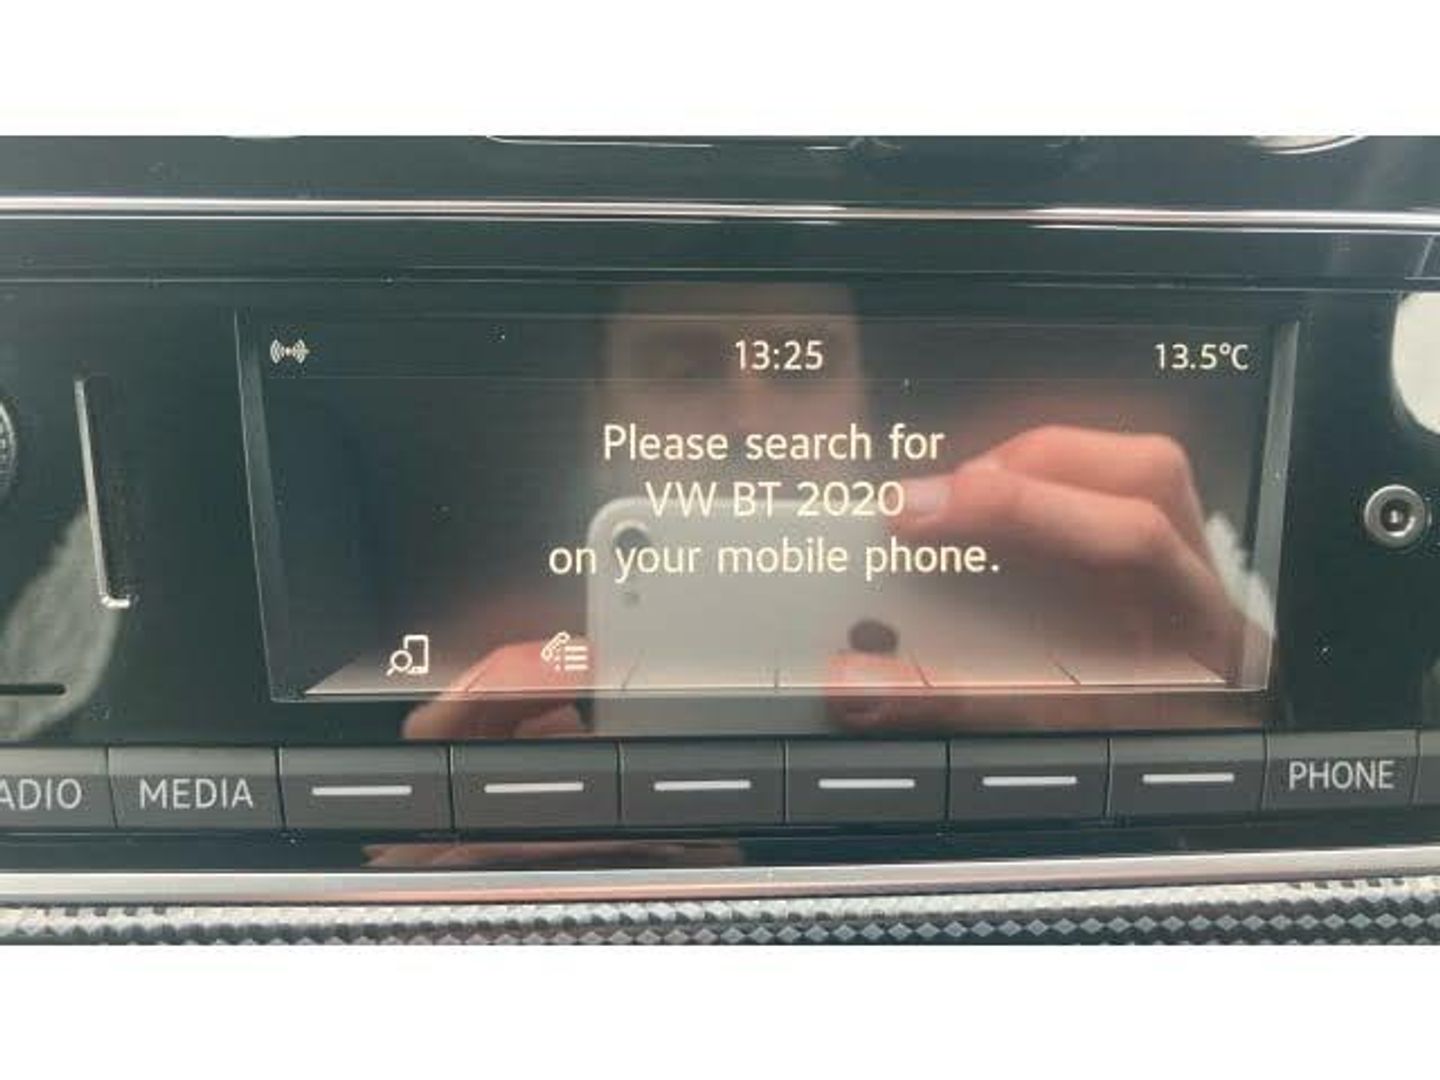 13:25 13.5°C
Please search for
VW BT 2020
on your mobile phone.
ADIO MEDIA PHONE